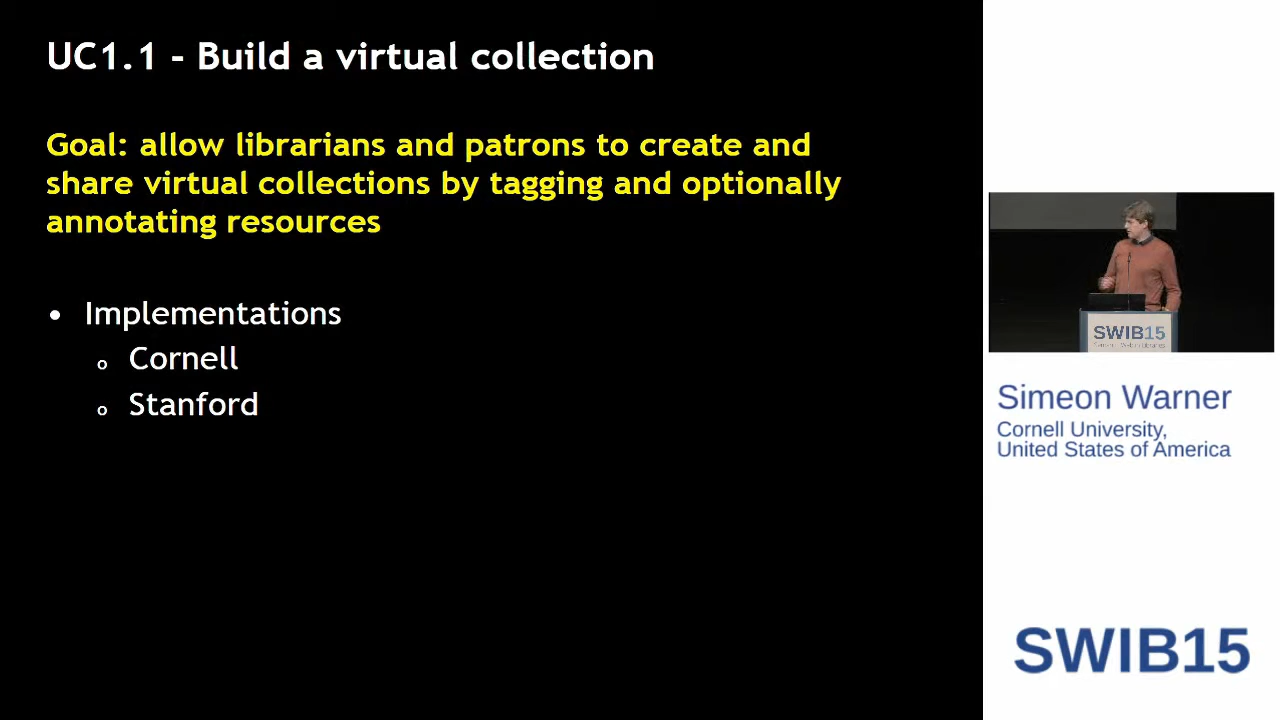 UC1.1 - Build a virtual collection
Goal: allow librarians and patrons to create and
share virtual collections by tagging and optionally
annotating resources
• Implementations
o Cornell
o Stanford
SWIB15
Simeon Warner
Cornell University,
United States of America
SWIB15